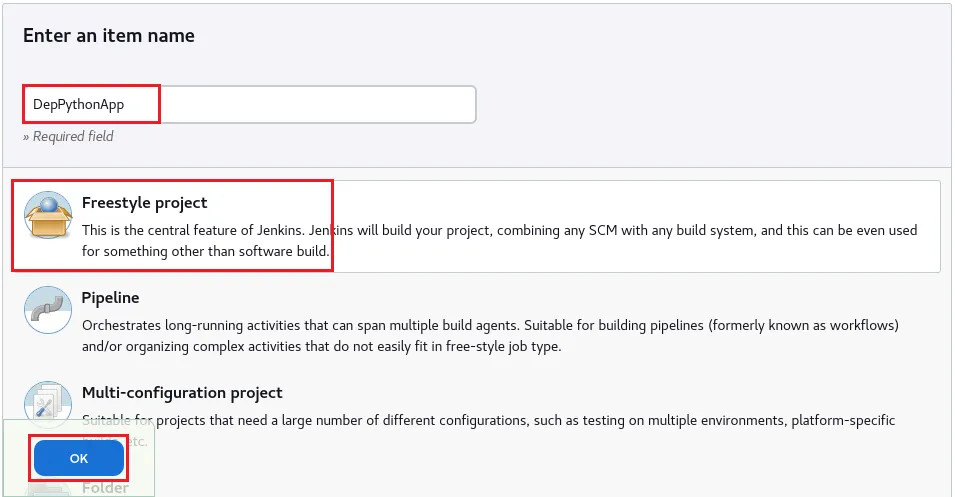 Enter an item name
DepPythonApp
» Required field
Freestyle project
This is the central feature of Jenkins. Jenkins will build your project, combining any SCM with any build system, and this can be even used
for something other than software build.
Pipeline
Orchestrates long-running activities that can span multiple build agents. Suitable for building pipelines (formerly known as workflows)
and/or organizing complex activities that do not easily fit in free-style job type.
Multi-configuration project
Suitable for projects that need a large number of different configurations, such as testing on multiple environments, platform-specific
etc.
OK
Folder